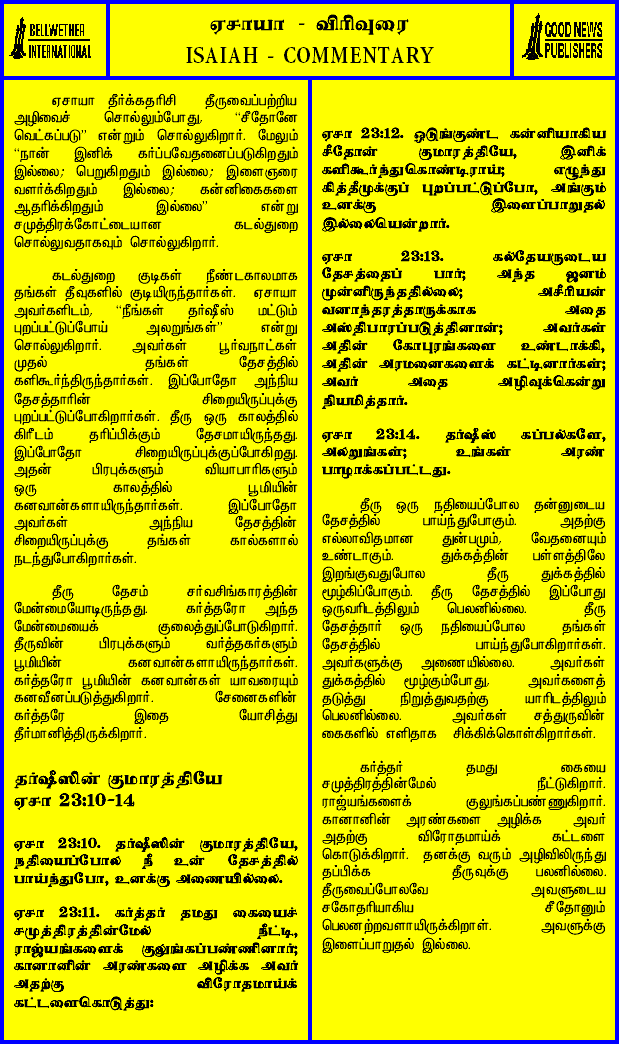 BELLWETHER
INTERNATIONAL
ஏசாயா - விரிவுரை
ISAIAH - COMMENTARY
GOOD NEWS
PUBLISHERS
ஏசாயா தீர்க்கதரிசி தீருவைப்பற்றிய
அழிவைச் சொல்லும்போது, “சீதோனே
வெட்கப்படு” என்றும் சொல்லுகிறார். மேலும்
“நான் இனிக் கர்ப்பவேதனைப்படுகிறதும்
இல்லை; பெறுகிறதும் இல்லை; இளைஞரை
வளர்க்கிறதும் இல்லை; கன்னிகைகளை
ஆதரிக்கிறதும் இல்லை” என்று
சமுத்திரக்கோட்டையான கடல்துறை
சொல்லுவதாகவும் சொல்லுகிறார்.
கடல்துறை குடிகள் நீண்டகாலமாக
தங்கள் தீவுகளில் குடியிருந்தார்கள். ஏசாயா
அவர்களிடம், “நீங்கள் தர்ஷீஸ் மட்டும்
புறப்பட்டுப்போய் அலறுங்கள்” என்று
சொல்லுகிறார். அவர்கள் பூர்வநாட்கள்
முதல் தங்கள் தேசத்தில்
களிகூர்ந்திருந்தார்கள். இப்போதோ அந்நிய
தேசத்தாரின் சிறையிருப்புக்கு
புறப்பட்டுப்போகிறார்கள். தீரு ஒரு காலத்தில்
கிரீடம் தரிப்பிக்கும் தேசமாயிருந்தது.
இப்போதோ சிறையிருப்புக்குப்போகிறது.
அதன் பிரபுக்களும் வியாபாரிகளும்
ஒரு காலத்தில் பூமியின்
கனவான்களாயிருந்தார்கள். இப்போதோ
அவர்கள் அந்நிய தேசத்தின்
சிறையிருப்புக்கு தங்கள் கால்களால்
நடந்துபோகிறார்கள்.
தீரு தேசம் சர்வசிங்காரத்தின்
மேன்மையோடிருந்தது. கர்த்தரோ அந்த
மேன்மையைக் குலைத்துப்போடுகிறார்.
தீருவின் பிரபுக்களும் வர்த்தகர்களும்
பூமியின் கனவான்களாயிருந்தார்கள்.
கர்த்தரோ பூமியின் கனவான்கள் யாவரையும்
கனவீனப்படுத்துகிறார். சேனைகளின்
கர்த்தரே இதை யோசித்து
தீர்மானித்திருக்கிறார்.
தர்ஷீஸின் குமாரத்தியே
ஏசா 23:10-14
ஏசா 23:10. தர்ஷீஸின் குமாரத்தியே,
நதியைப்போல நீ உன் தேசத்தில்
பாய்ந்துபோ, உனக்கு அணையில்லை.
ஏசா 23:11. கர்த்தர் தமது கையைச்
சமுத்திரத்தின்மேல் நீட்டி,
ராஜ்யங்களைக் குலுங்கப்பண்ணினார்;
கானானின் அரண்களை அழிக்க அவர்
அதற்கு விரோதமாய்க்
கட்டளைகொடுத்து:
ஏசா 23:12. ஒடுங்குண்ட கன்னியாகிய
சீதோன் குமாரத்தியே, இனிக்
களிகூர்ந்துகொண்டிராய்; எழுந்து
கித்தீமுக்குப் புறப்பட்டுப்போ, அங்கும்
உனக்கு இளைப்பாறுதல்
இல்லையென்றார்.
ஏசா 23:13. கல்தேயருடைய
தேசத்தைப் பார்; அந்த ஜனம்
முன்னிருந்ததில்லை; அசீரியன்
வனாந்தரத்தாருக்காக அதை
அஸ்திபாரப்படுத்தினான்; அவர்கள்
அதின் கோபுரங்களை உண்டாக்கி,
அதின் அரமனைகளைக் கட்டினார்கள்;
அவர் அதை அழிவுக்கென்று
நியமித்தார்.
ஏசா 23:14. தர்ஷீஸ் கப்பல்களே,
அலறுங்கள்; உங்கள் அரண்
பாழாக்கப்பட்டது.
தீரு ஒரு நதியைப்போல தன்னுடைய
தேசத்தில் பாய்ந்துபோகும். அதற்கு
எல்லாவிதமான துன்பமும், வேதனையும்
உண்டாகும். துக்கத்தின் பள்ளத்திலே
இறங்குவதுபோல தீரு துக்கத்தில்
மூழ்கிப்போகும். தீரு தேசத்தில் இப்போது
ஒருவரிடத்திலும் பெலனில்லை. தீரு
தேசத்தார் ஒரு நதியைப்போல தங்கள்
தேசத்தில் பாய்ந்துபோகிறார்கள்.
அவர்களுக்கு அணையில்லை. அவர்கள்
துக்கத்தில் மூழ்கும்போது, அவர்களைத்
தடுத்து நிறுத்துவதற்கு யாரிடத்திலும்
பெலனில்லை. அவர்கள் சத்துருவின்
கைகளில் எளிதாக சிக்கிக்கொள்கிறார்கள்.
கர்த்தர் தமது கையை
சமுத்திரத்தின்மேல் நீட்டுகிறார்.
ராஜ்யங்களைக் குலுங்கப்பண்ணுகிறார்.
கானானின் அரண்களை அழிக்க அவர்
அதற்கு விரோதமாய்க் கட்டளை
கொடுக்கிறார். தனக்கு வரும் அழிவிலிருந்து
தப்பிக்க தீருவுக்கு பலனில்லை.
தீருவைப்போலவே அவளுடைய
சகோதரியாகிய சீதோனும்
பெலனற்றவளாயிருக்கிறாள். அவளுக்கு
இளைப்பாறுதல் இல்லை.